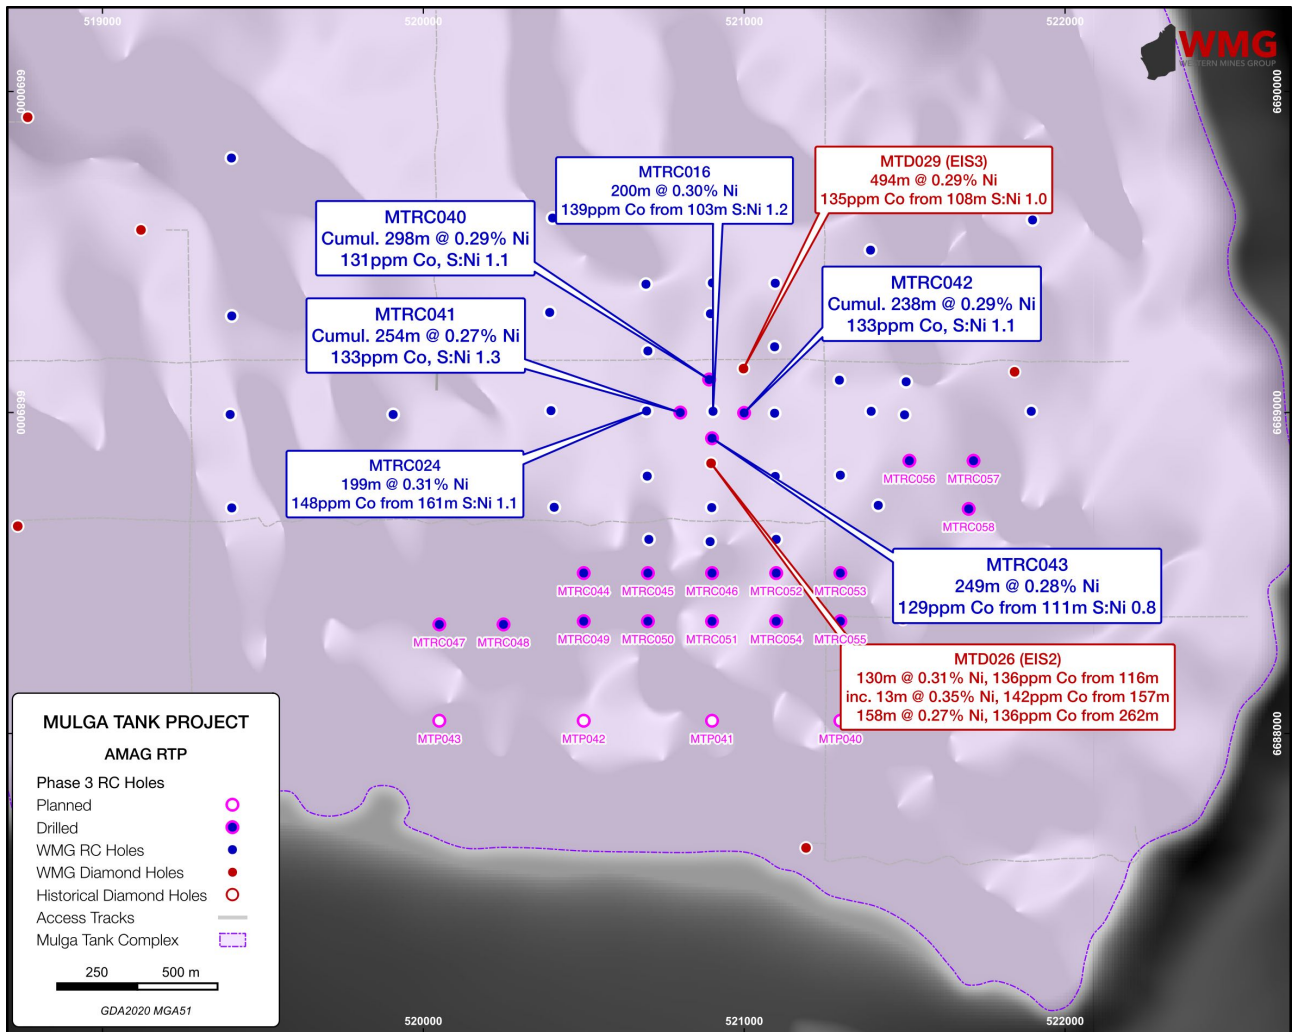 519000
520000
521000
522000
WMG
WESTERN MINES GROUP
6690000
6690000
MTRC016
200m @ 0.30% Ni
139ppm Co from 103m S:Ni 1.2
MTD029 (EIS3)
494m @ 0.29% Ni
135ppm Co from 108m S:Ni 1.0
MTRC040
Cumul. 298m @ 0.29% Ni
131ppm Co, S:Ni 1.1
MTRC042
Cumul. 238m @ 0.29% Ni
133ppm Co, S:Ni 1.1
MTRC041
Cumul. 254m @ 0.27% Ni
133ppm Co, S:Ni 1.3
6689000
6689000
MTRC024
199m @ 0.31% Ni
148ppm Co from 161m S:Ni 1.1
MTRC056
MTRC057
MTRC058
MTRC043
249m @ 0.28% Ni
129ppm Co from 111m S:Ni 0.8
MTRC044
MTRC045
MTRC046
MTRC052
MTRC053
MTRC047
MTRC048
MTRC049
MTRC050
MTRC051
MTRC054
MTRC055
MTD026 (EIS2)
130m @ 0.31% Ni, 136ppm Co from 116m
inc. 13m @ 0.35% Ni, 142ppm Co from 157m
158m @ 0.27% Ni, 136ppm Co from 262m
MTP043
MTP042
MTP041
MTP040
6688000
MULGA TANK PROJECT
AMAG RTP
Phase 3 RC Holes
Planned
Drilled
WMG RC Holes
WMG Diamond Holes
Historical Diamond Holes
Access Tracks
Mulga Tank Complex
250
500 m
GDA2020 MGA51
520000
521000
522000